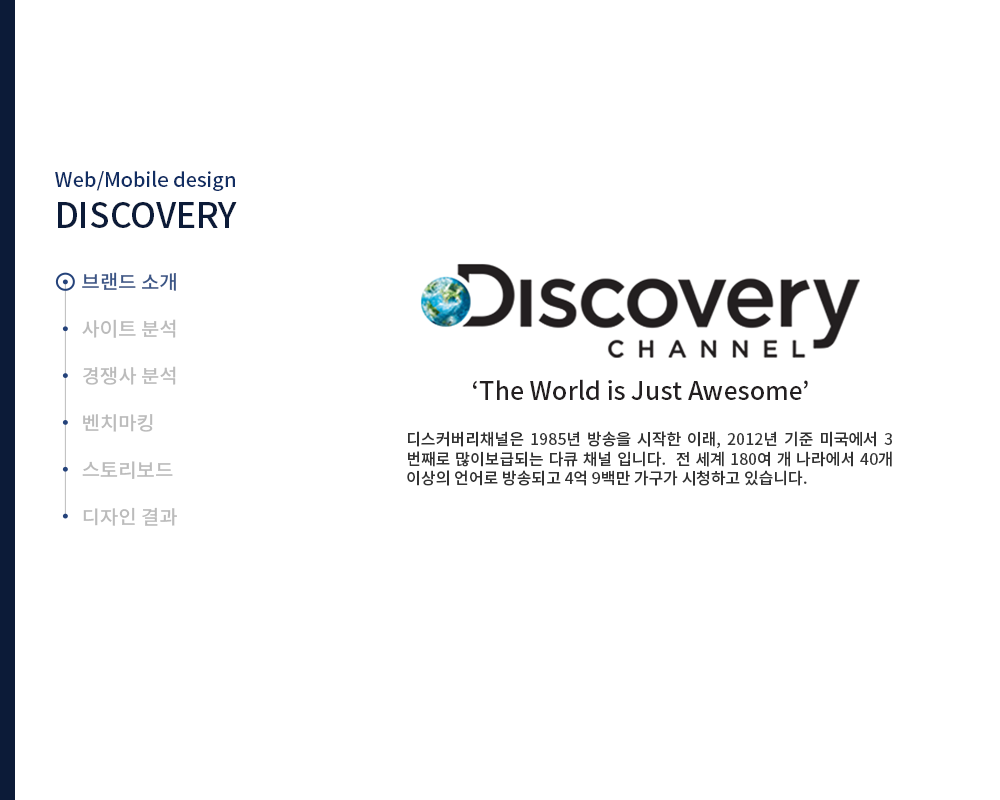 Web/Mobile design
DISCOVERY
브랜드 소개
사이트 분석
경쟁사 분석
벤치마킹
스토리보드
디자인 결과
DISCOVERY
CHANNEL
‘The World is Just Awesome’
디스커버리채널은 1985년 방송을 시작한 이래, 2012년 기준 미국에서 3
번째로 많이보급되는 다큐 채널 입니다. 전 세계 180여 개 나라에서 40개
이상의 언어로 방송되고 4억 9백만 가구가 시청하고 있습니다.